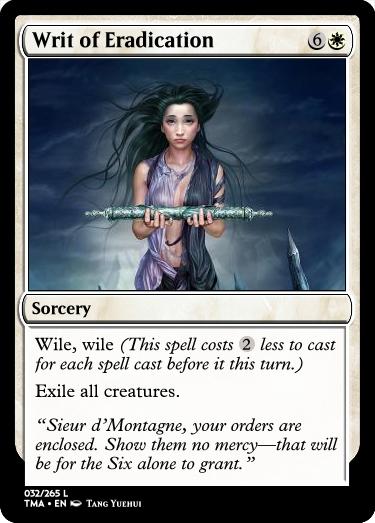 Writ of Eradication 6
Sorcery
Wile, wile (This spell costs 2 less to cast
for each spell cast before it this turn.)
Exile all creatures.
“Sieur d’Montagne, your orders are
enclosed. Show them no mercy—that will
be for the Six alone to grant.”
032/265 L
TMA • EN Tang Yuehui